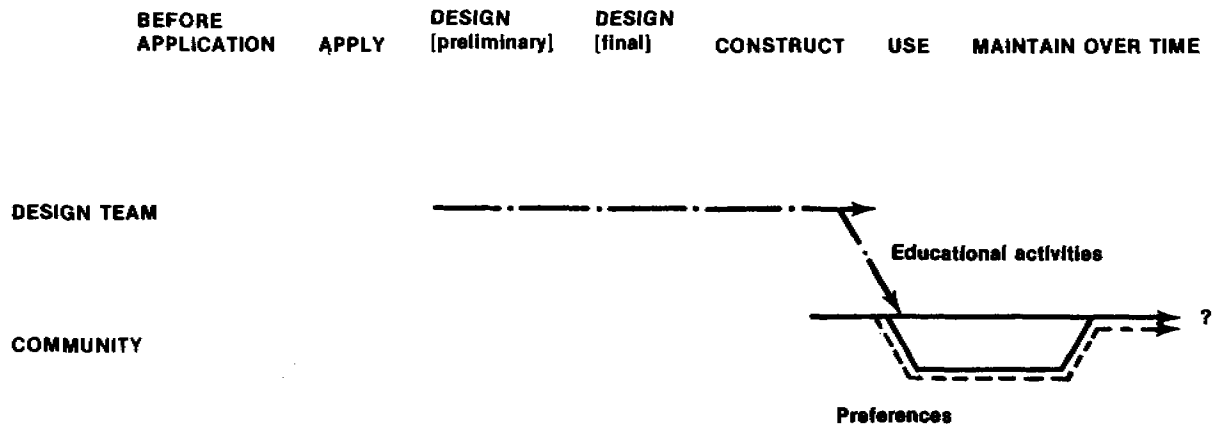 BEFORE APPLICATION
APPLY
DESIGN [preliminary]
DESIGN [final]
CONSTRUCT
USE
MAINTAIN OVER TIME
DESIGN TEAM
Educational activities
?
COMMUNITY
Preferences